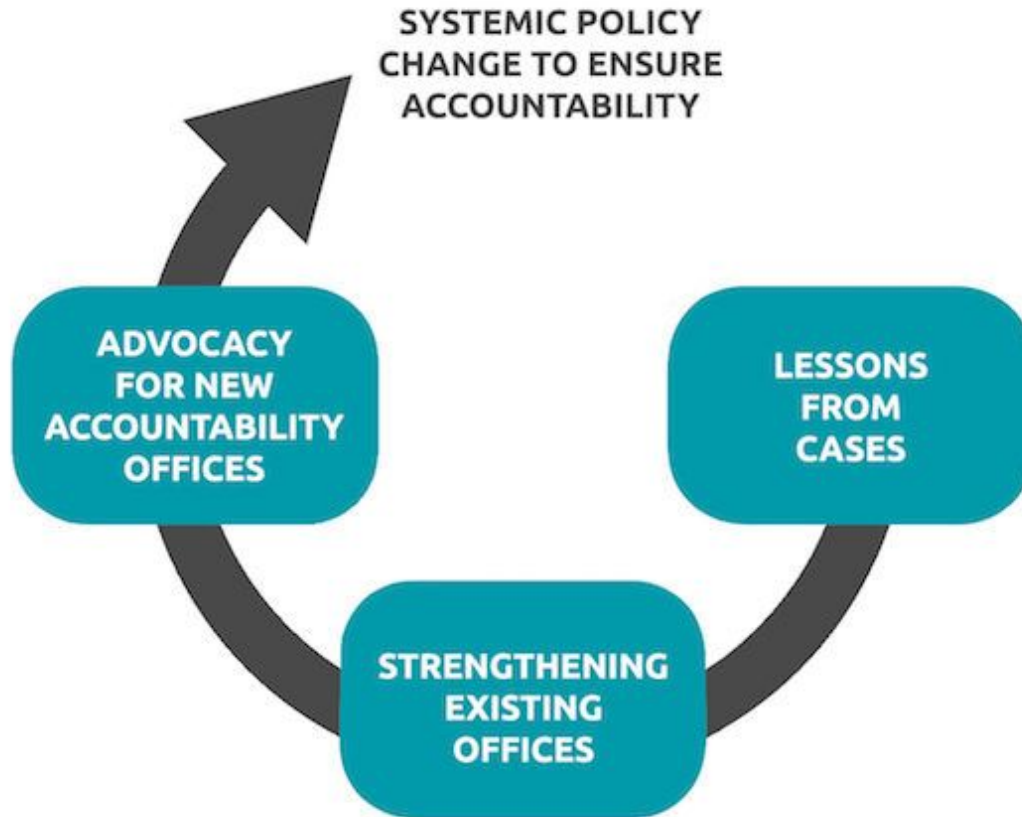 SYSTEMIC POLICY
CHANGE TO ENSURE
ACCOUNTABILITY
ADVOCACY
FOR NEW
ACCOUNTABILITY
OFFICES
LESSONS
FROM
CASES
STRENGTHENING
EXISTING
OFFICES